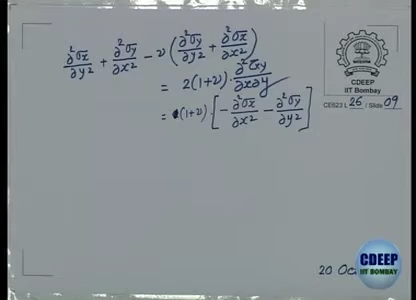 ∂²σx/∂y2 + ∂²σy/∂x2 − ν(∂²σy/∂y2 + ∂²σx/∂x2)
= 2(1+ν)·∂²σxy/∂x∂y
= (1+ν)·[−∂²σx/∂x2 − ∂²σy/∂y2]
CDEEP
IIT Bombay
CE623 L 26 / Slide 09
CDEEP
IIT BOMBAY
20 Oc